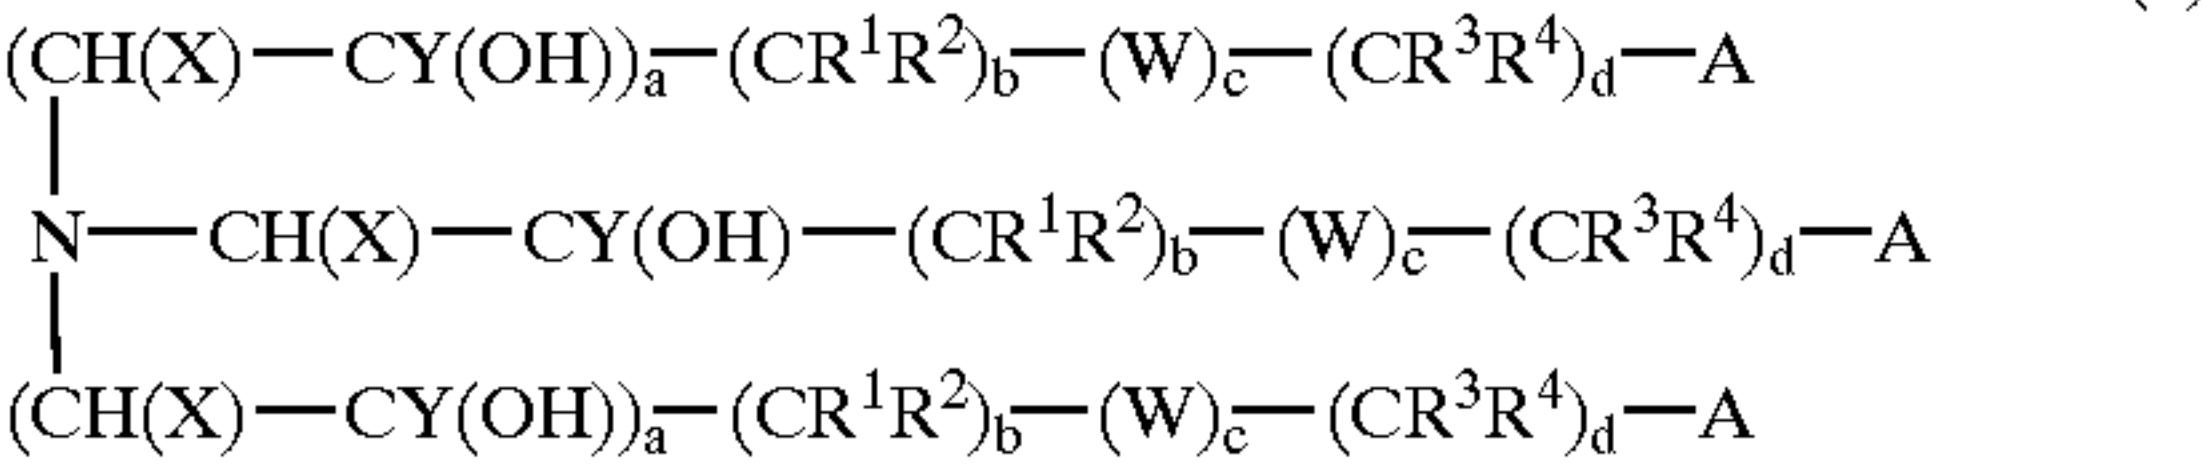 (CH(X)—CY(OH))a—(CR¹R²)b—(W)c—(CR³R⁴)d—A
N—CH(X)—CY(OH)—(CR¹R²)b—(W)c—(CR³R⁴)d—A
(CH(X)—CY(OH))a—(CR¹R²)b—(W)c—(CR³R⁴)d—A